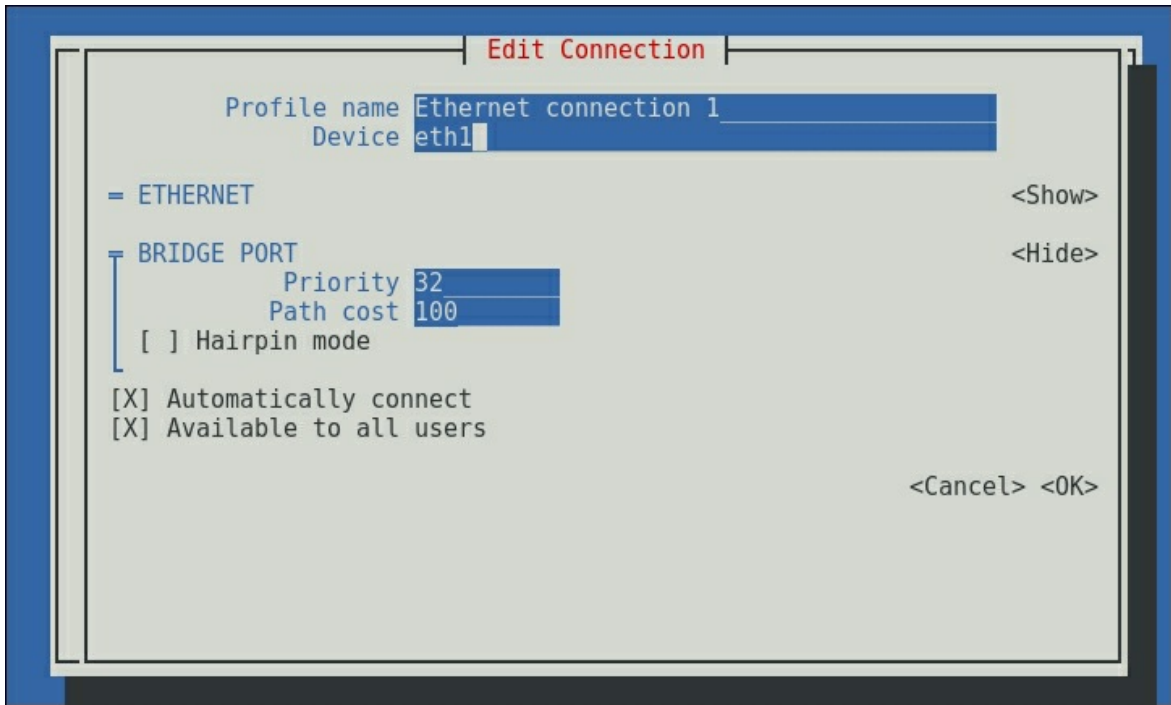 Edit Connection
Profile name Ethernet connection 1
Device eth1
= ETHERNET <Show>
BRIDGE PORT <Hide>
Priority 32
Path cost 100
[ ] Hairpin mode
[X] Automatically connect
[X] Available to all users
<Cancel> <OK>